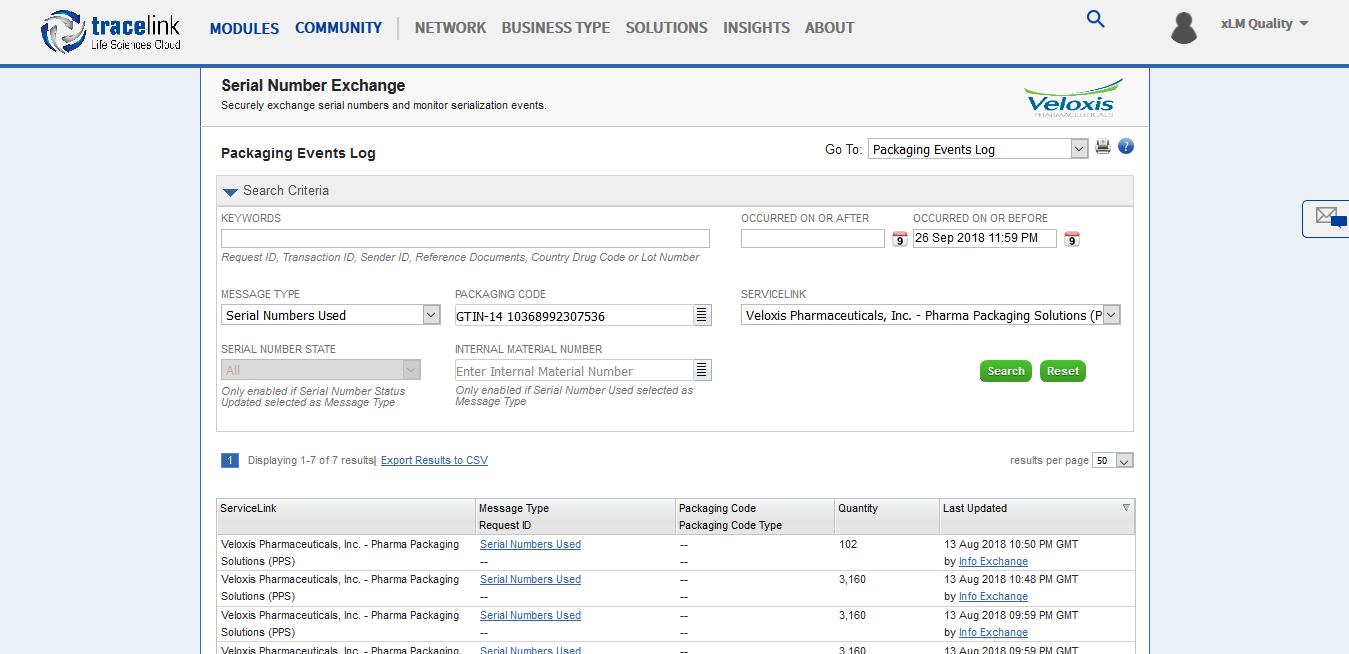 tracelink
Life Sciences Cloud
MODULES COMMUNITY NETWORK BUSINESS TYPE SOLUTIONS INSIGHTS ABOUT
xLM Quality
Serial Number Exchange
Securely exchange serial numbers and monitor serialization events.
Veloxis
PHARMACEUTICALS
Packaging Events Log
Go To: Packaging Events Log
?
Search Criteria
KEYWORDS OCCURRED ON OR AFTER OCCURRED ON OR BEFORE
9 26 Sep 2018 11:59 PM 9
Request ID, Transaction ID, Sender ID, Reference Documents, Country Drug Code or Lot Number
MESSAGE TYPE PACKAGING CODE SERVICELINK
Serial Numbers Used GTIN-14 10368992307536 Veloxis Pharmaceuticals, Inc. - Pharma Packaging Solutions (P
SERIAL NUMBER STATE INTERNAL MATERIAL NUMBER
All Enter Internal Material Number Search Reset
Only enabled if Serial Number Status Only enabled if Serial Number Used selected as
Updated selected as Message Type Message Type
1 Displaying 1-7 of 7 results| Export Results to CSV results per page 50
ServiceLink Message Type Packaging Code Quantity Last Updated
Request ID Packaging Code Type
Veloxis Pharmaceuticals, Inc. - Pharma Packaging Serial Numbers Used -- 102 13 Aug 2018 10:50 PM GMT
Solutions (PPS) -- -- by Info Exchange
Veloxis Pharmaceuticals, Inc. - Pharma Packaging Serial Numbers Used -- 3,160 13 Aug 2018 10:48 PM GMT
Solutions (PPS) -- -- by Info Exchange
Veloxis Pharmaceuticals, Inc. - Pharma Packaging Serial Numbers Used -- 3,160 13 Aug 2018 09:59 PM GMT
Solutions (PPS) -- -- by Info Exchange
Veloxis Pharmaceuticals, Inc. - Pharma Packaging Serial Numbers Used -- 3,160 13 Aug 2018 09:59 PM GMT